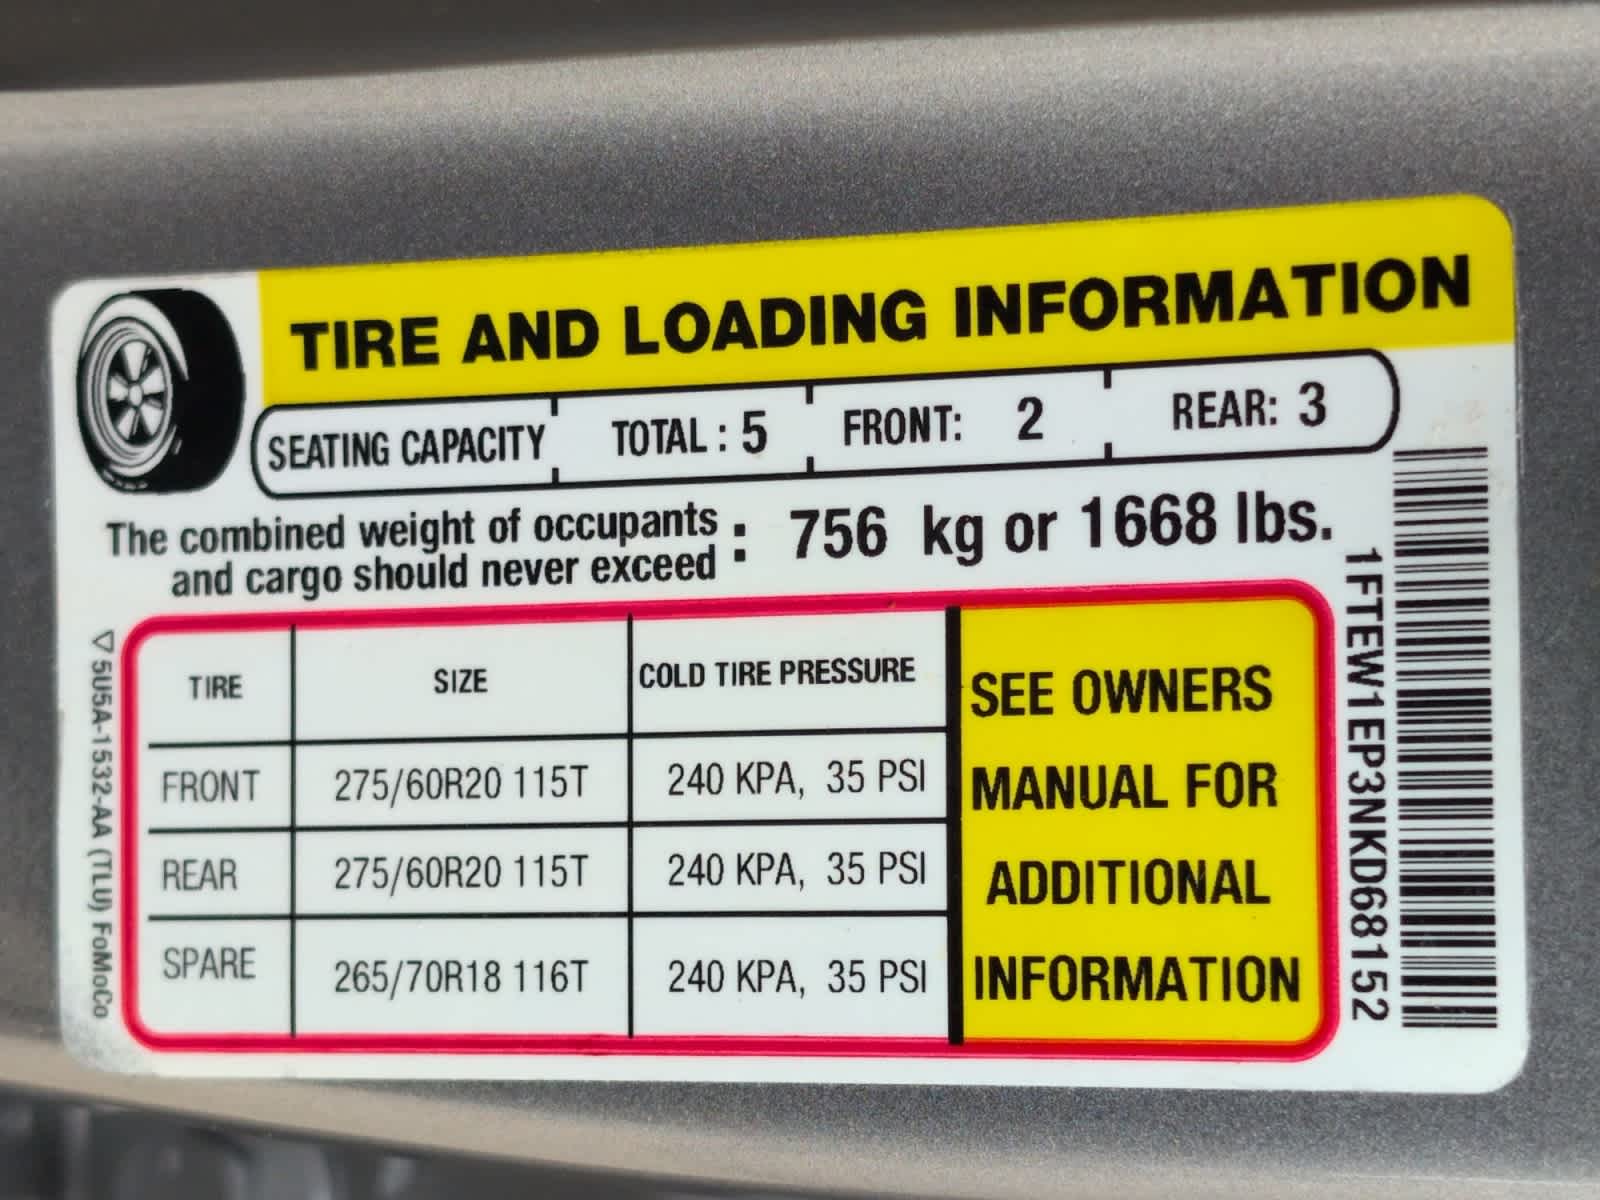 TIRE AND LOADING INFORMATION
SEATING CAPACITY TOTAL : 5 FRONT: 2 REAR: 3
The combined weight of occupants
and cargo should never exceed : 756 kg or 1668 lbs.
TIRE SIZE COLD TIRE PRESSURE
FRONT 275/60R20 115T 240 KPA, 35 PSI
REAR 275/60R20 115T 240 KPA, 35 PSI
SPARE 265/70R18 116T 240 KPA, 35 PSI
SEE OWNERS
MANUAL FOR
ADDITIONAL
INFORMATION
1FTEW1EP3NKD68152
5U5A-1532-AA (TLU) FoMoCo